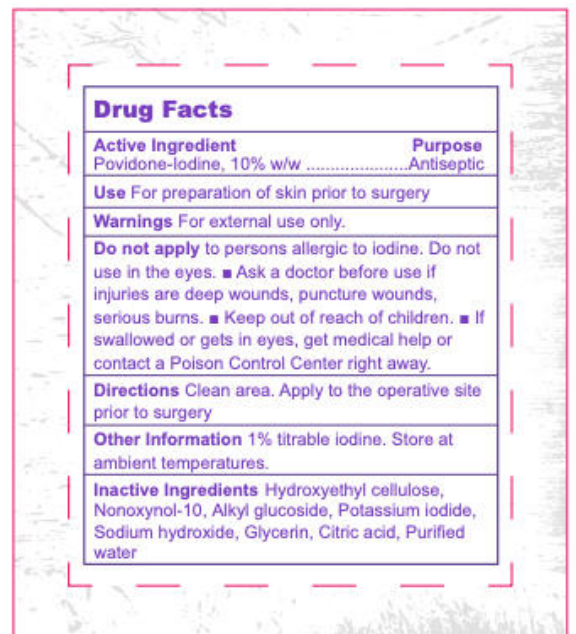 Drug Facts
Active Ingredient Purpose
Povidone-Iodine, 10% w/w .....................Antiseptic
Use For preparation of skin prior to surgery
Warnings For external use only.
Do not apply to persons allergic to iodine. Do not
use in the eyes. ■ Ask a doctor before use if
injuries are deep wounds, puncture wounds,
serious burns. ■ Keep out of reach of children. ■ If
swallowed or gets in eyes, get medical help or
contact a Poison Control Center right away.
Directions Clean area. Apply to the operative site
prior to surgery
Other Information 1% titrable iodine. Store at
ambient temperatures.
Inactive Ingredients Hydroxyethyl cellulose,
Nonoxynol-10, Alkyl glucoside, Potassium iodide,
Sodium hydroxide, Glycerin, Citric acid, Purified
water